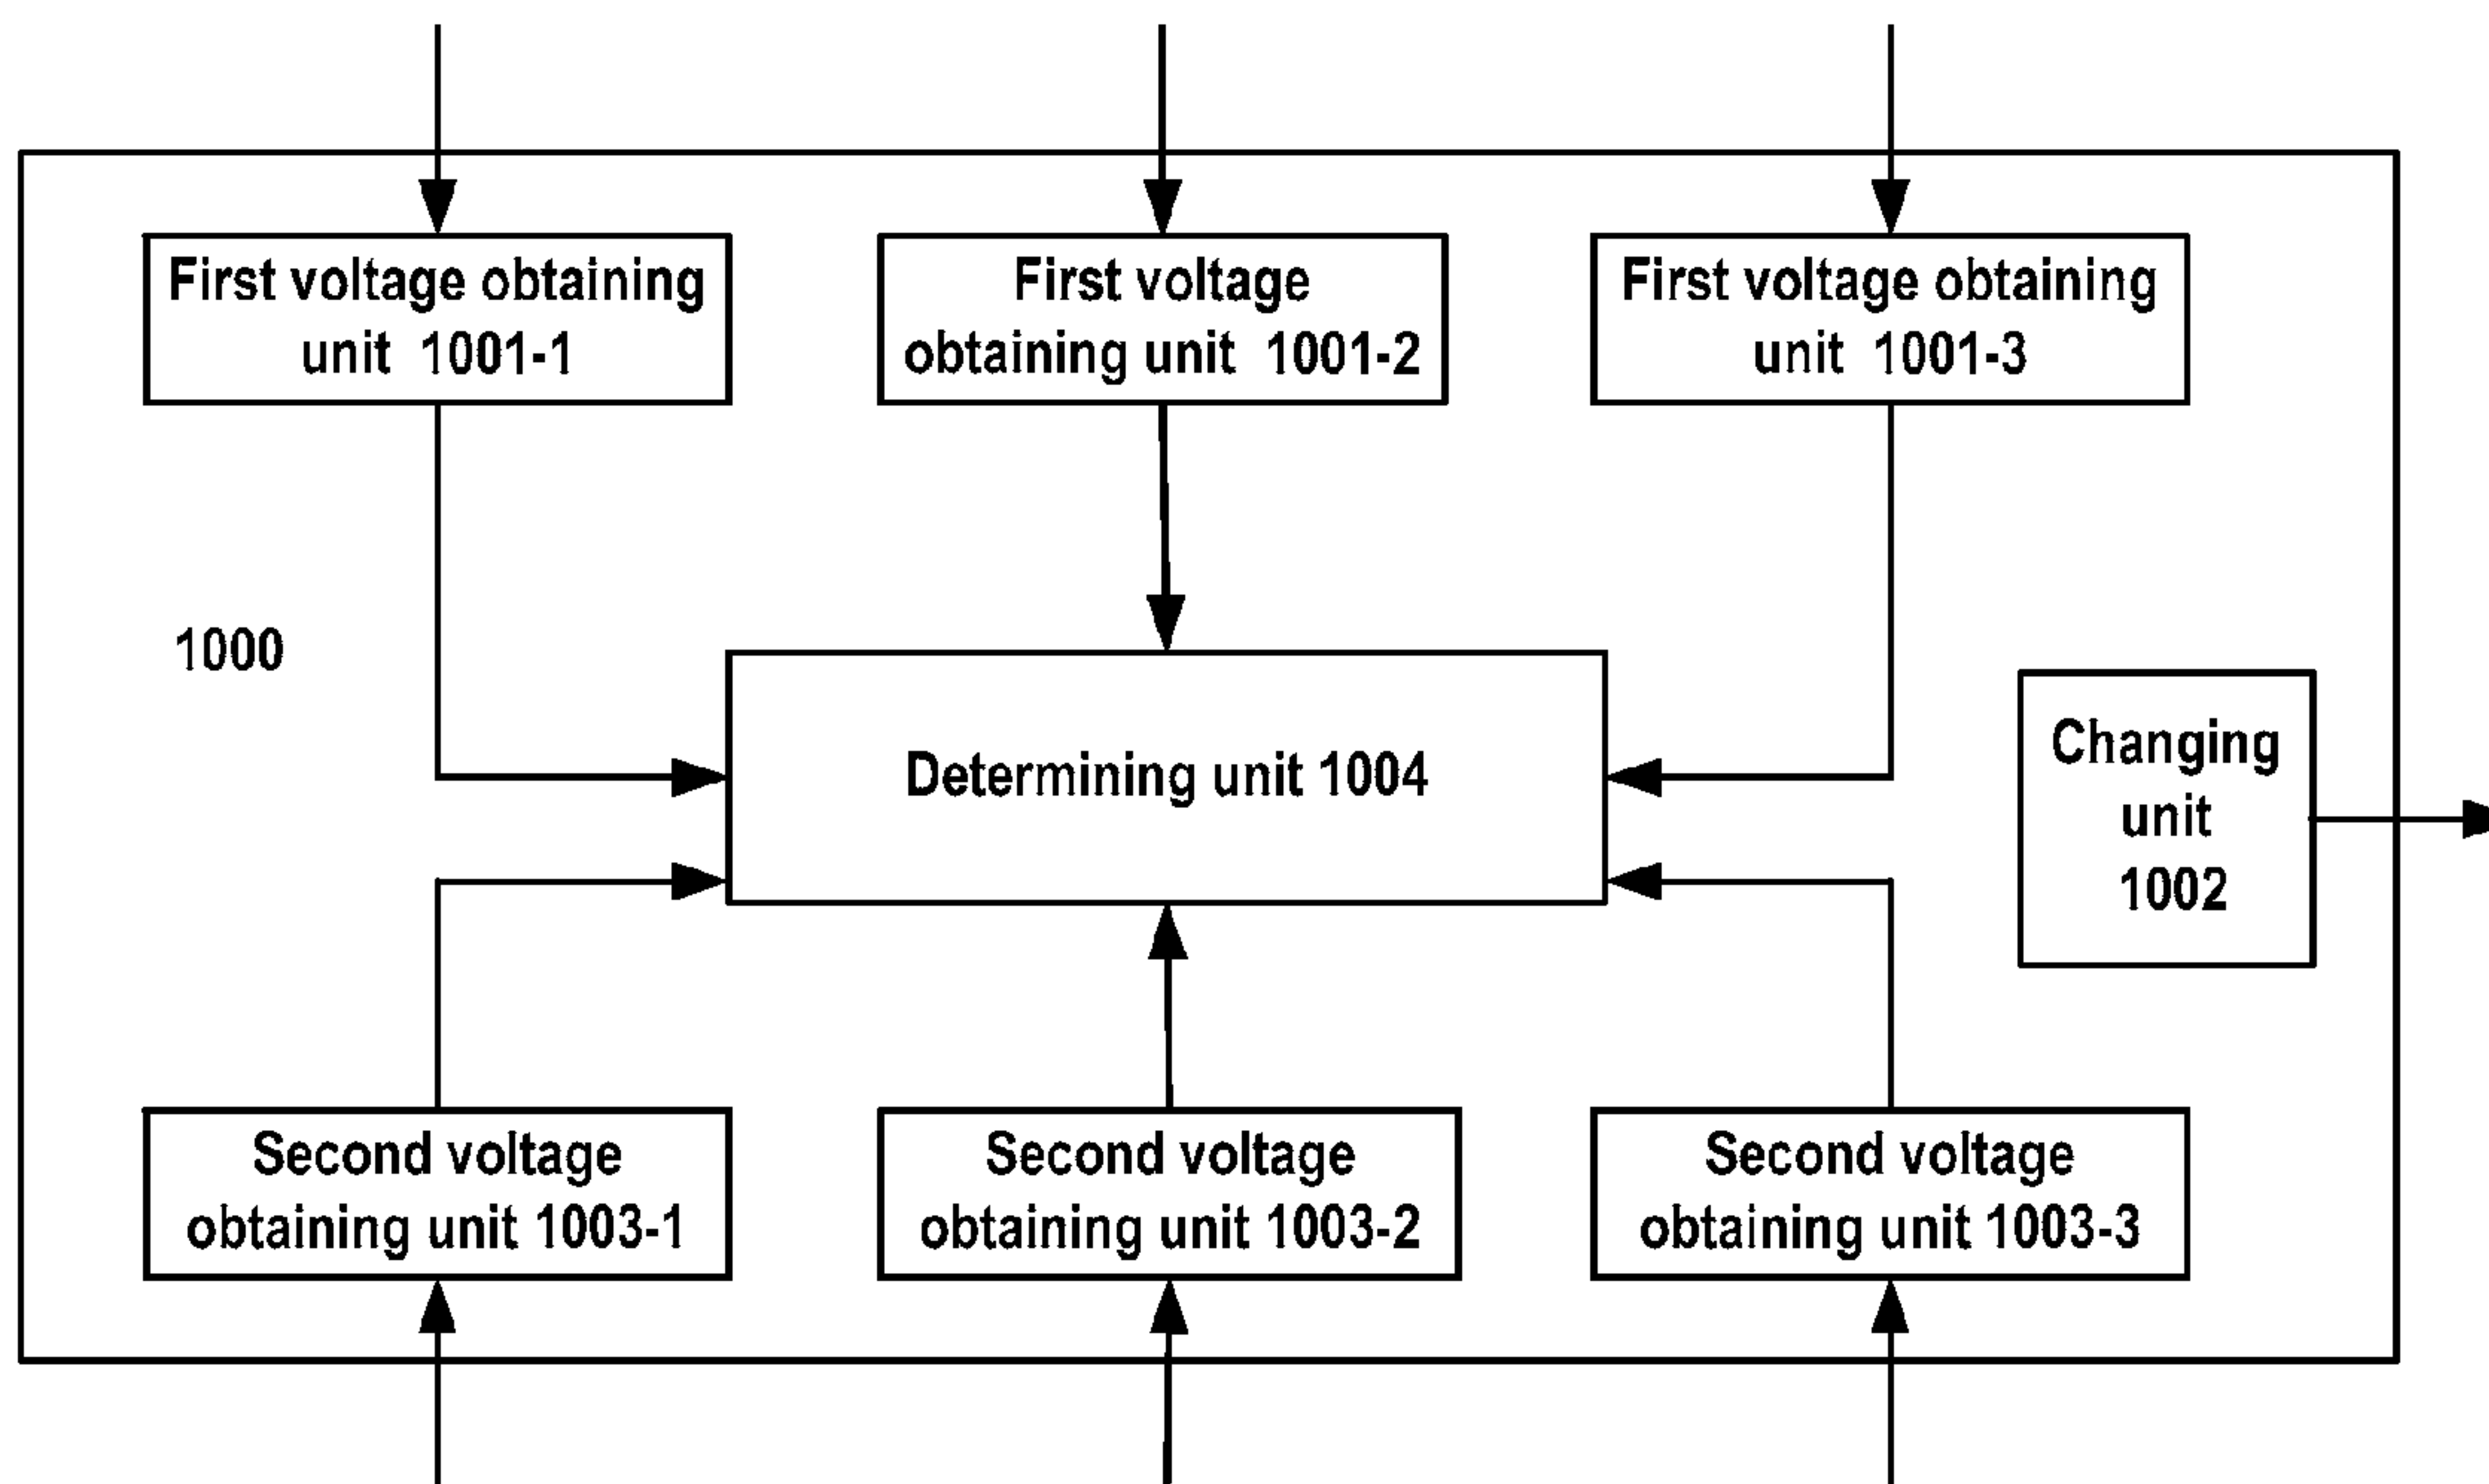 First voltage obtaining
unit 1001-1
First voltage
obtaining unit 1001-2
First voltage obtaining
unit 1001-3
1000
Determining unit 1004
Changing
unit
1002
Second voltage
obtaining unit 1003-1
Second voltage
obtaining unit 1003-2
Second voltage
obtaining unit 1003-3